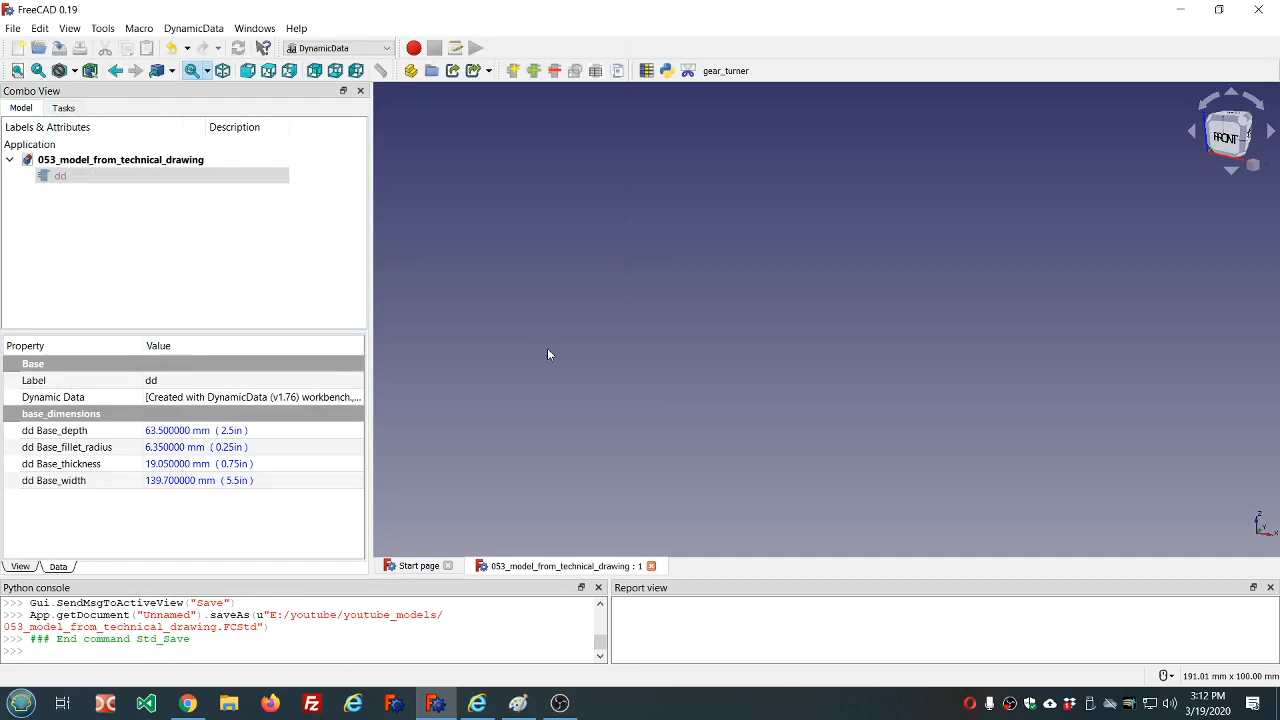 FreeCAD 0.19
File Edit View Tools Macro DynamicData Windows Help
DynamicData
gear_turner
Combo View
Model Tasks
Labels & Attributes Description
Application
053_model_from_technical_drawing
dd
FRONT
Property Value
Base
Label dd
Dynamic Data [Created with DynamicData (v1.76) workbench,...
base_dimensions
dd Base_depth 63.500000 mm (2.5in)
dd Base_fillet_radius 6.350000 mm (0.25in)
dd Base_thickness 19.050000 mm (0.75in)
dd Base_width 139.700000 mm (5.5in)
Z
Y
X
View Data
Start page 053_model_from_technical_drawing : 1
Python console
>>> Gui.SendMsgToActiveView("Save")
>>> App.getDocument("Unnamed").saveAs(u"E:/youtube/youtube_models/
053_model_from_technical_drawing.FCStd")
>>> ### End command Std_Save
>>>
Report view
191.01 mm x 100.00 mm
3:12 PM
3/19/2020